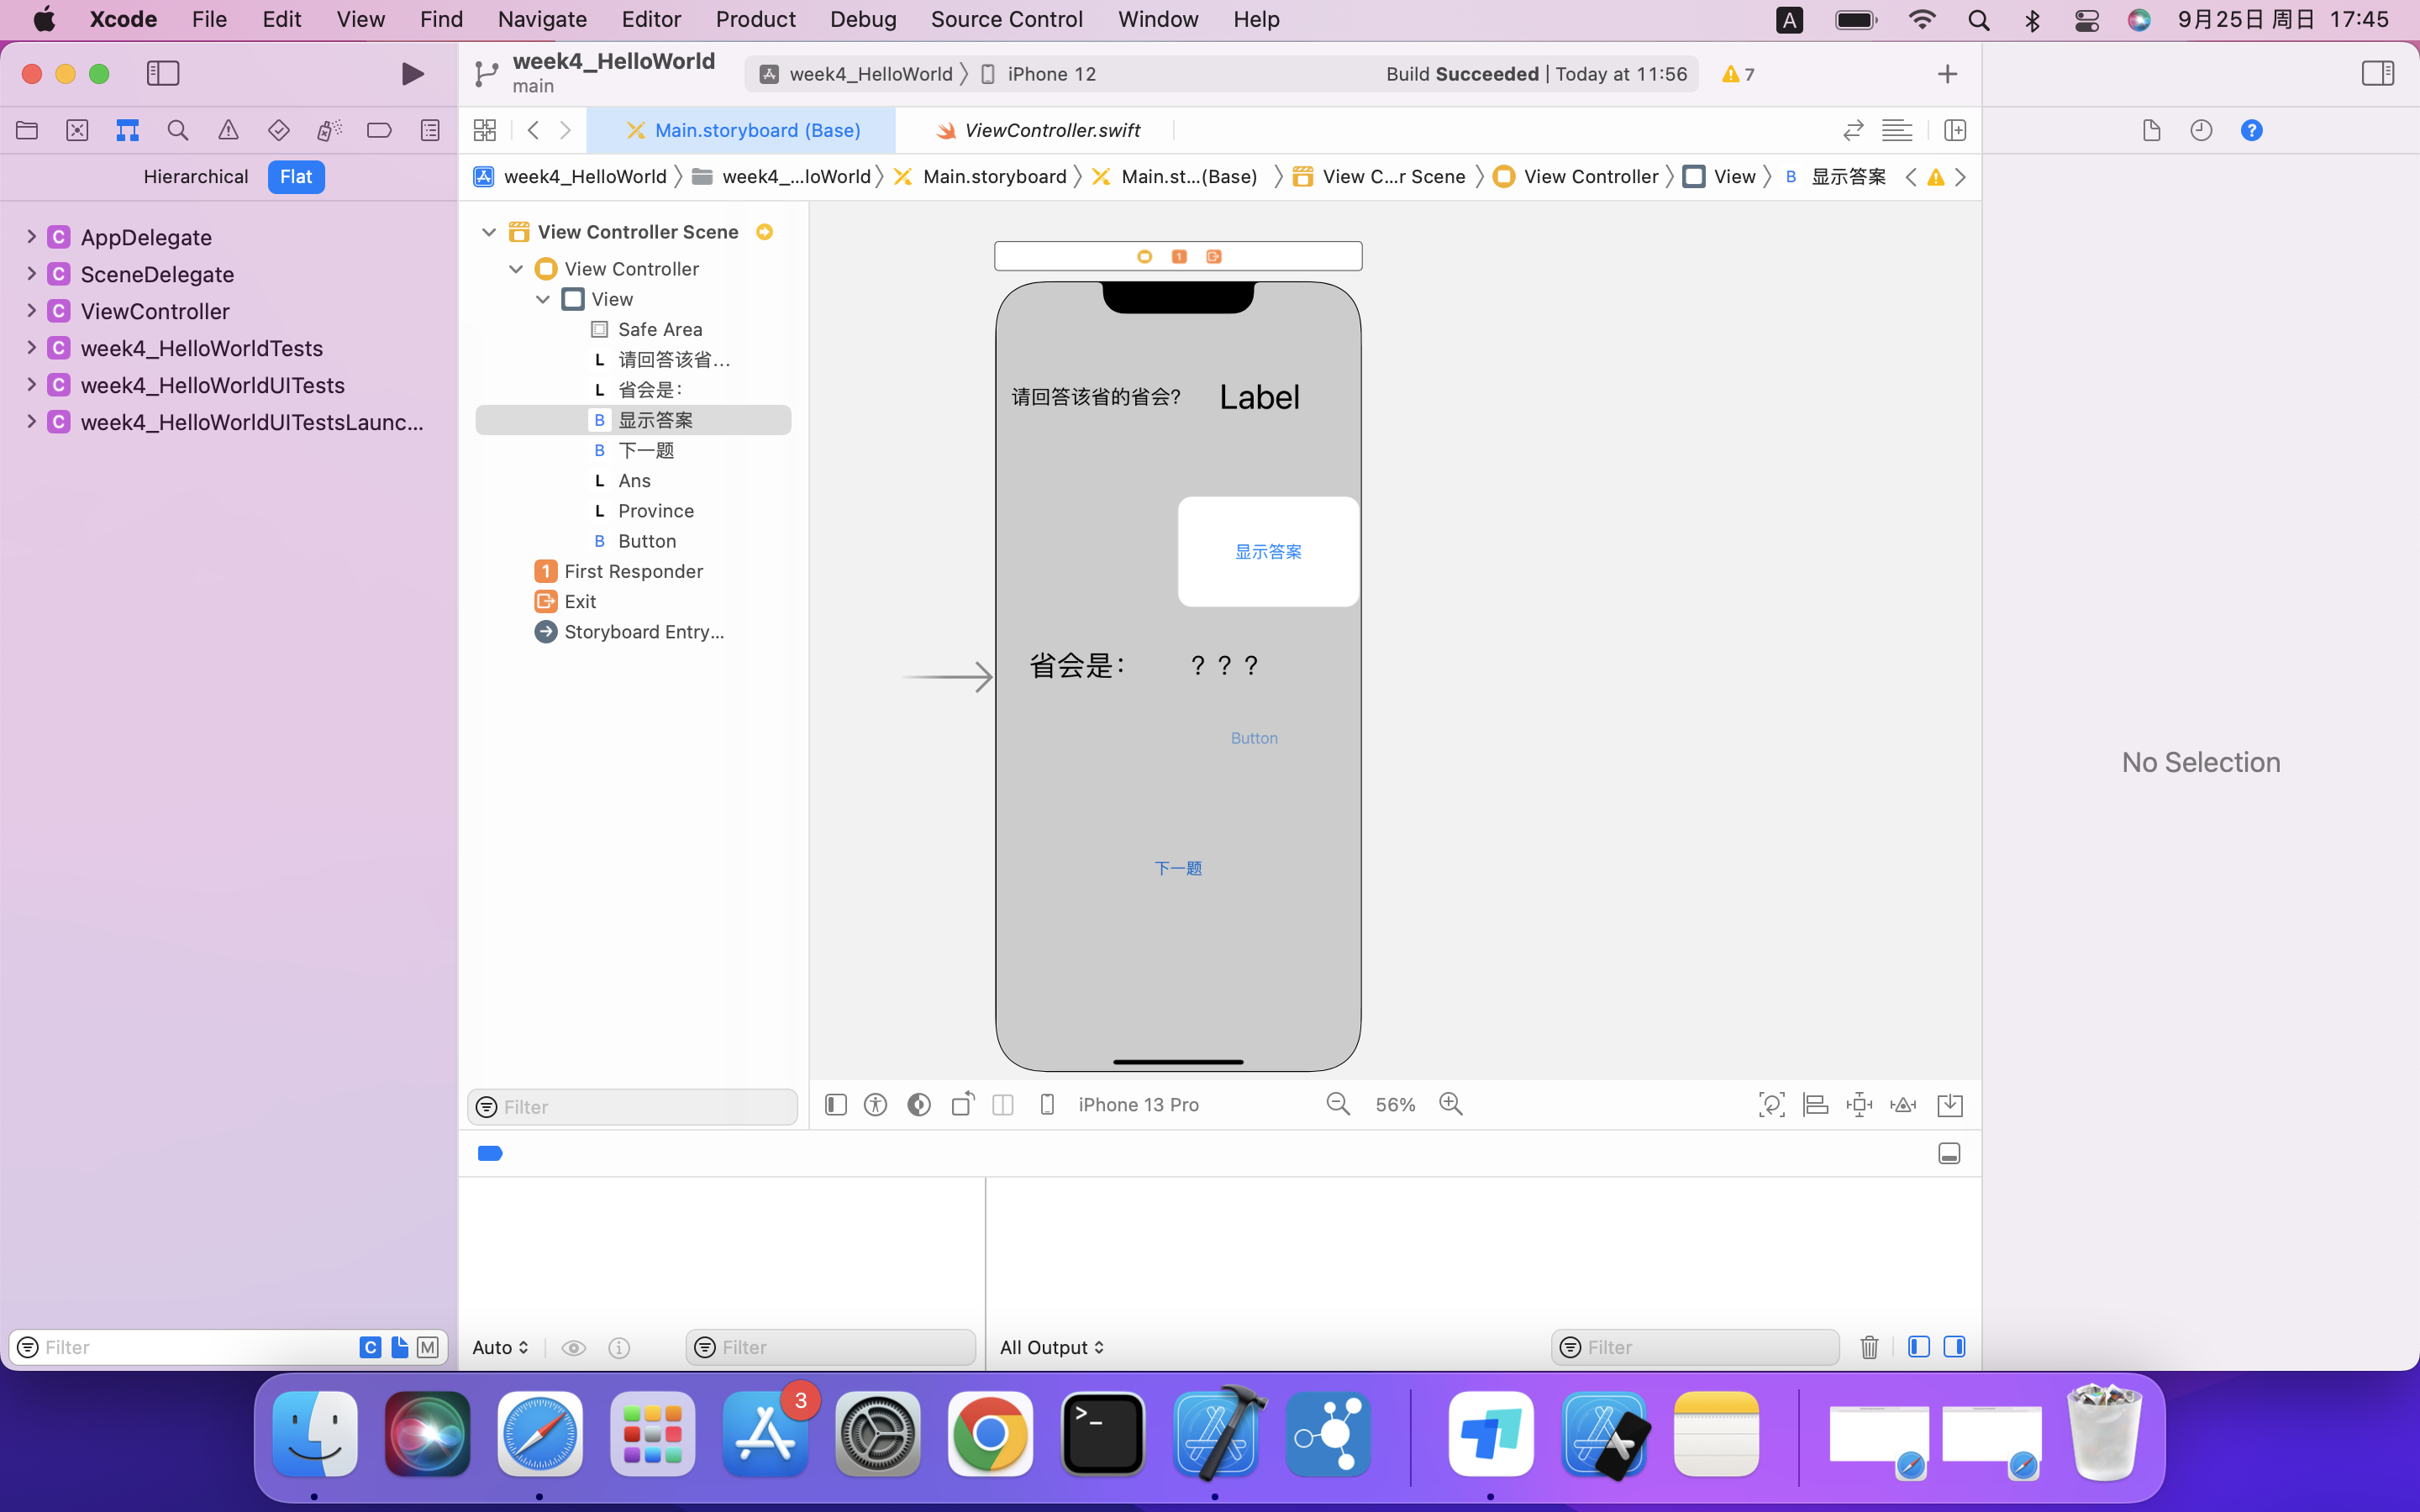 Xcode File Edit View Find Navigate Editor Product Debug Source Control Window Help A 9月25日 周日 17:45
week4_HelloWorld
main
week4_HelloWorld iPhone 12 Build Succeeded | Today at 11:56 7
Main.storyboard (Base) ViewController.swift
Hierarchical Flat
week4_HelloWorld week4_...loWorld Main.storyboard Main.st...(Base) View C...r Scene View Controller View B 显示答案
C AppDelegate
C SceneDelegate
C ViewController
C week4_HelloWorldTests
C week4_HelloWorldUITests
C week4_HelloWorldUITestsLaunc...
View Controller Scene
View Controller
View
Safe Area
L 请回答该省...
L 省会是：
B 显示答案
B 下一题
L Ans
L Province
B Button
1 First Responder
Exit
Storyboard Entry...
1
请回答该省的省会? Label
显示答案
省会是： ？？？
Button
下一题
No Selection
Filter
iPhone 13 Pro 56%
Filter C M
Auto Filter
All Output Filter
3
>_